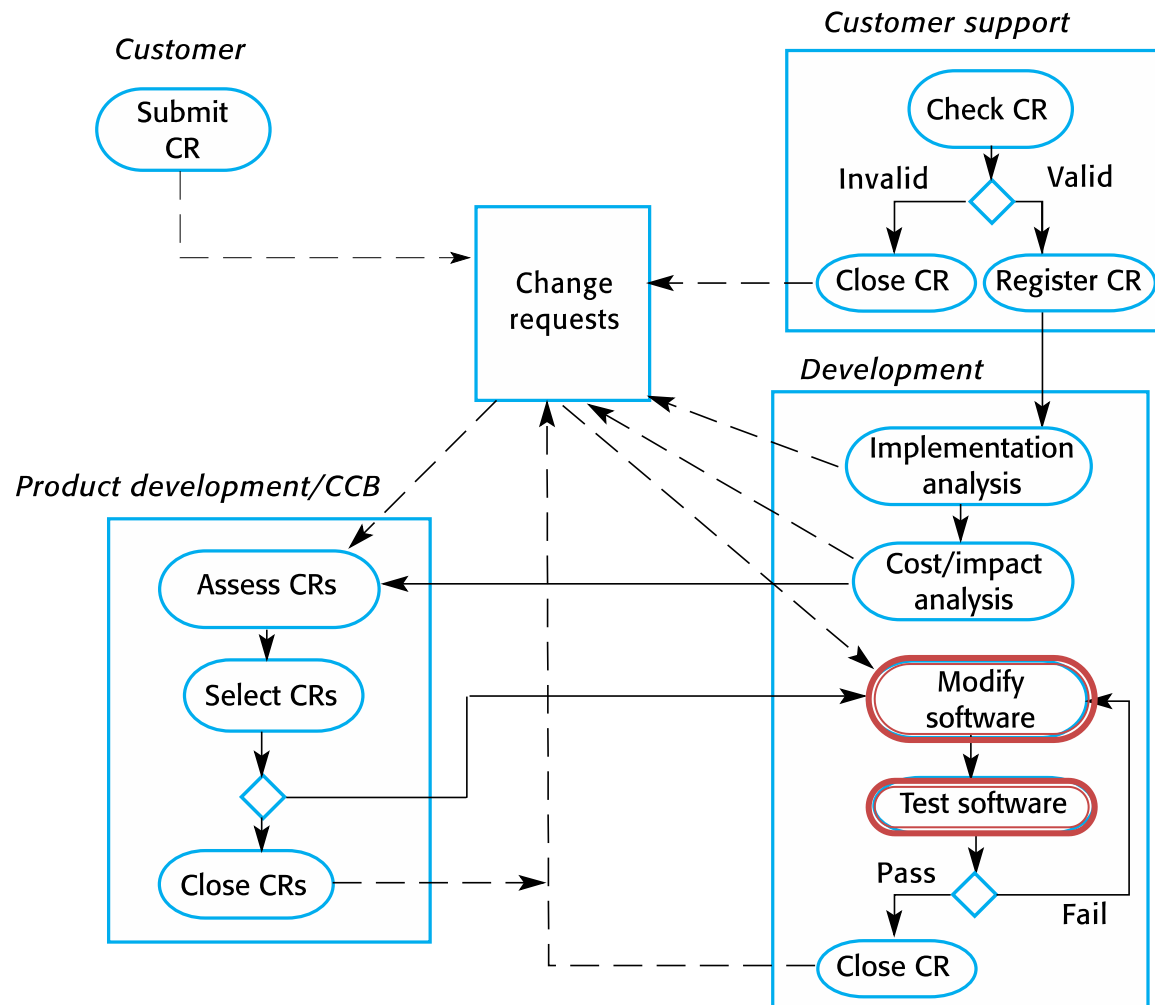 Customer
Submit
CR
Customer support
Check CR
Invalid
Valid
Close CR
Register CR
Change
requests
Development
Implementation
analysis
Cost/impact
analysis
Modify
software
Test software
Pass
Fail
Close CR
Product development/CCB
Assess CRs
Select CRs
Close CRs